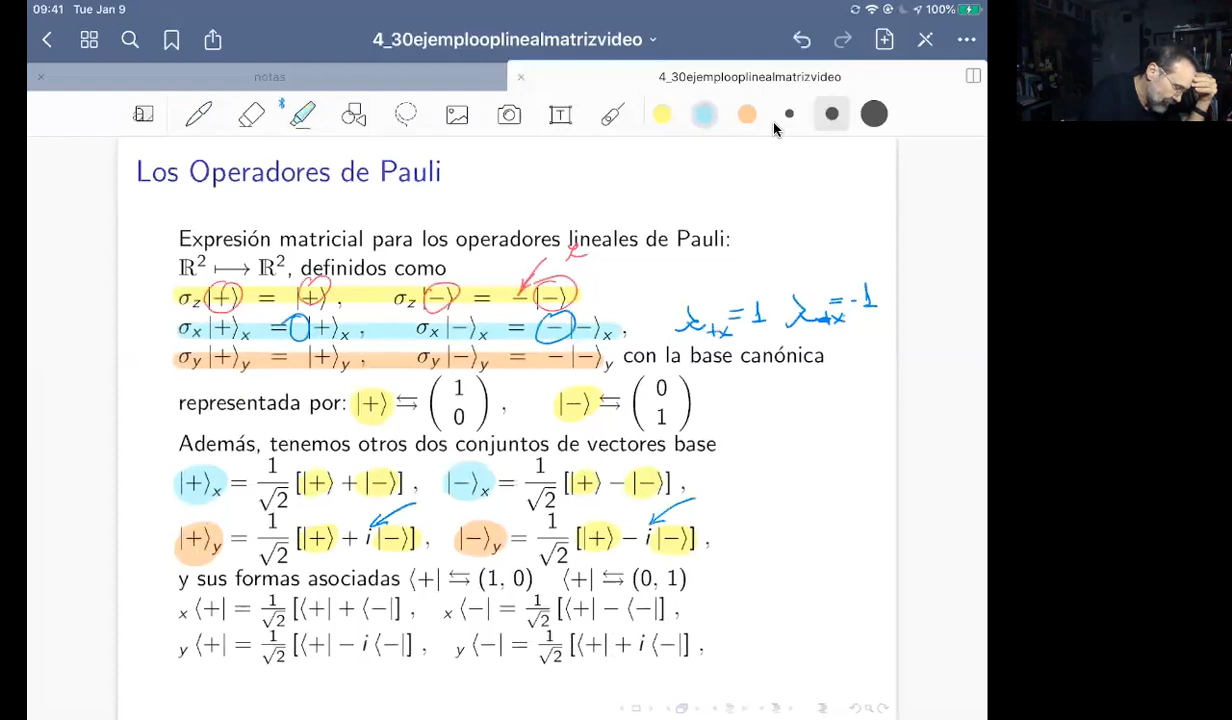 09:41 Tue Jan 9 100%
4_30ejemplooplinealmatrizvideo
notas 4_30ejemplooplinealmatrizvideo
Los Operadores de Pauli
Expresión matricial para los operadores lineales de Pauli:
ℝ² ⟼ ℝ², definidos como
σ_z |+⟩ = |+⟩ , σ_z |−⟩ = − |−⟩
σ_x |+⟩_x = |+⟩_x , σ_x |−⟩_x = − |−⟩_x , λ_{+x} = 1 λ_{-x} = -1
σ_y |+⟩_y = |+⟩_y , σ_y |−⟩_y = − |−⟩_y con la base canónica
representada por: |+⟩ ⇆ ( 1 0 ) , |−⟩ ⇆ ( 0 1 )
Además, tenemos otros dos conjuntos de vectores base
|+⟩_x = 1/√2 [|+⟩ + |−⟩] , |−⟩_x = 1/√2 [|+⟩ − |−⟩] ,
|+⟩_y = 1/√2 [|+⟩ + i |−⟩] , |−⟩_y = 1/√2 [|+⟩ − i |−⟩] ,
y sus formas asociadas ⟨+| ⇆ (1, 0) ⟨+| ⇆ (0, 1)
_x ⟨+| = 1/√2 [⟨+| + ⟨−|] , _x ⟨−| = 1/√2 [⟨+| − ⟨−|] ,
_y ⟨+| = 1/√2 [⟨+| − i ⟨−|] , _y ⟨−| = 1/√2 [⟨+| + i ⟨−|] ,